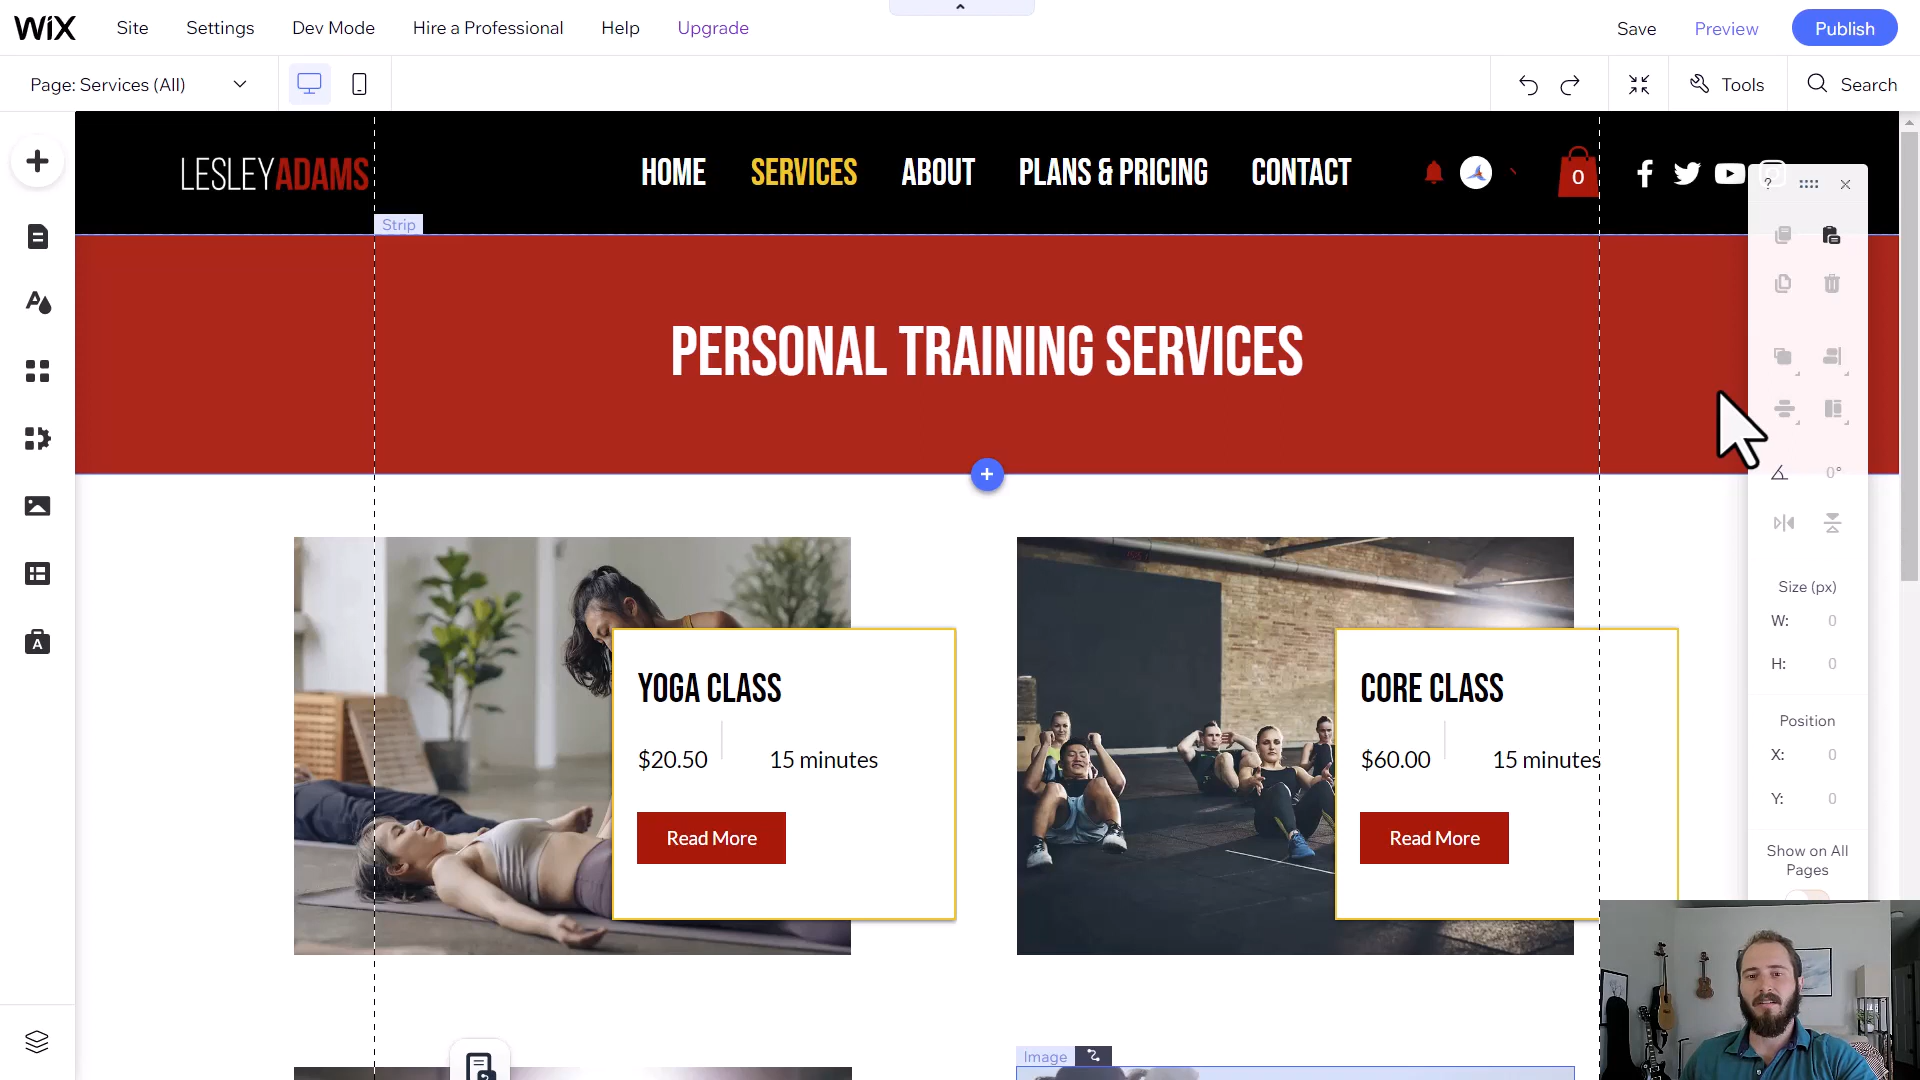 WiX Site Settings Dev Mode Hire a Professional Help Upgrade Save Preview Publish
Page: Services (All) Tools Search
LESLEYADAMS HOME SERVICES ABOUT PLANS & PRICING CONTACT 0
Strip
PERSONAL TRAINING SERVICES
YOGA CLASS
$20.50 15 minutes
Read More
CORE CLASS
$60.00 15 minutes
Read More
Image
?
0°
Size (px)
W: 0
H: 0
Position
X: 0
Y: 0
Show on All
Pages